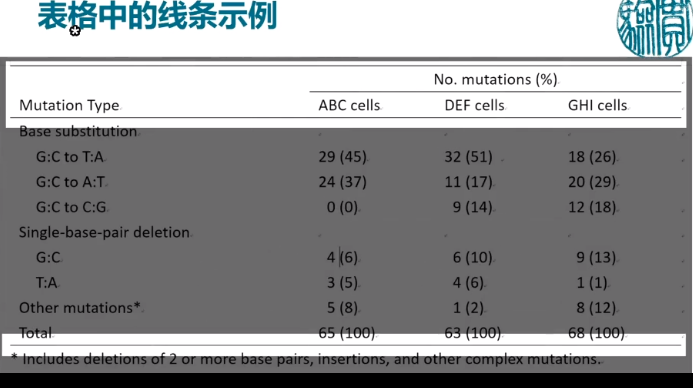 表格中的线条示例
No. mutations (%)
Mutation Type ABC cells DEF cells GHI cells
Base substitution
G:C to T:A 29 (45) 32 (51) 18 (26)
G:C to A:T 24 (37) 11 (17) 20 (29)
G:C to C:G 0 (0) 9 (14) 12 (18)
Single-base-pair deletion
G:C 4 (6) 6 (10) 9 (13)
T:A 3 (5) 4 (6) 1 (1)
Other mutations* 5 (8) 1 (2) 8 (12)
Total 65 (100) 63 (100) 68 (100)
* Includes deletions of 2 or more base pairs, insertions, and other complex mutations.